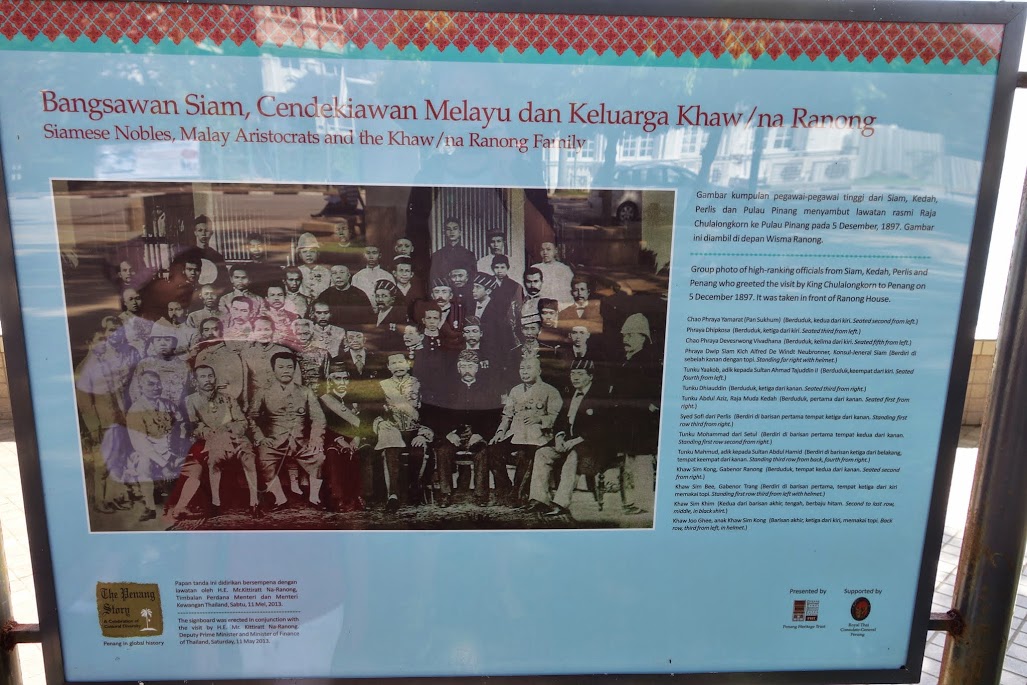 Bangsawan Siam, Cendekiawan Melayu dan Keluarga Khaw/na Ranong
Siamese Nobles, Malay Aristocrats and the Khaw/na Ranong Family
Gambar kumpulan pegawai-pegawai tinggi dari Siam, Kedah,
Perlis dan Pulau Pinang menyambut lawatan rasmi Raja
Chulalongkorn ke Pulau Pinang pada 5 Desember, 1897. Gambar
ini diambil di depan Wisma Ranong.
Group photo of high-ranking officials from Siam, Kedah, Perlis and
Penang who greeted the visit by King Chulalongkorn to Penang on
5 December 1897. It was taken in front of Ranong House.
Chao Phraya Yamarat (Pan Sukhum) (Berduduk, kedua dari kiri. Seated second from left.)
Phraya Dhipkosa (Berduduk, ketiga dari kiri. Seated third from left.)
Chao Phraya Devesrwong Vivadhana (Berduduk, kelima dari kiri. Seated fifth from left.)
Phraya Dwip Siam Kich Alfred De Windt Neubronner, Konsul-Jeneral Siam (Berdiri di
sebelah kanan dengan topi. Standing far right with helmet.)
Tunku Yaakob, adik kepada Sultan Ahmad Tajuddin II (Berduduk,keempat dari kiri. Seated
fourth from left.)
Tunku Dhiauddin (Berduduk, ketiga dari kanan. Seated third from right.)
Tunku Abdul Aziz, Raja Muda Kedah (Berduduk, pertama dari kanan. Seated first from
right.)
Syed Sofi dari Perlis (Berdiri di barisan pertama tempat ketiga dari kanan. Standing first
row third from right.)
Tunku Mohammad dari Setul (Berdiri di barisan pertama tempat kedua dari kanan.
Standing first row second from right.)
Tunku Mahmud, adik kepada Sultan Abdul Hamid (Berdiri di barisan ketiga dari belakang,
tempat keempat dari kanan. Standing third row from back, fourth from right.)
Khaw Sim Kong, Gabenor Ranong (Berduduk, tempat kedua dari kanan. Seated second
from right.)
Khaw Sim Bee, Gabenor Trang (Berdiri di barisan pertama, tempat ketiga dari kiri
memakai topi. Standing first row third from left with helmet.)
Khaw Sim Khim (Kedua dari barisan akhir, tengah, berbaju hitam. Second to last row,
middle, in black shirt.)
Khaw Joo Ghee, anak Khaw Sim Kong (Barisan akhir, ketiga dari kiri, memakai topi. Back
row, third from left, in helmet.)
The Penang
Story
A Celebration of
Cultural Diversity
Penang in global history
Papan tanda ini didirikan bersempena dengan
lawatan oleh H.E. Mr.Kittiratt Na-Ranong,
Timbalan Perdana Menteri dan Menteri
Kewangan Thailand, Sabtu, 11 Mei, 2013.
The signboard was erected in conjunction with
the visit by H.E. Mr. Kittiratt Na-Ranong,
Deputy Prime Minister and Minister of Finance
of Thailand, Saturday, 11 May 2013.
Presented by
Penang Heritage Trust
Supported by
Royal Thai
Consulate-General
Penang